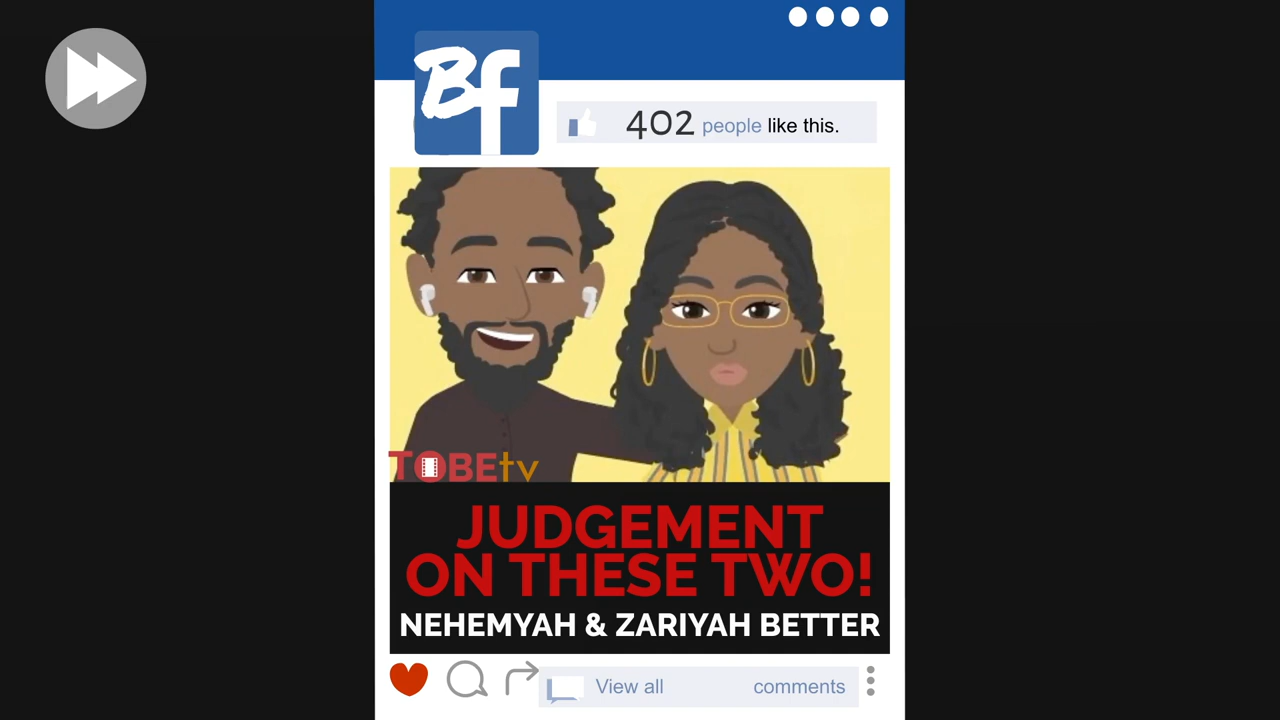 Bf
402 people like this.
TOBEtv
JUDGEMENT
ON THESE TWO!
NEHEMYAH & ZARIYAH BETTER
View all comments